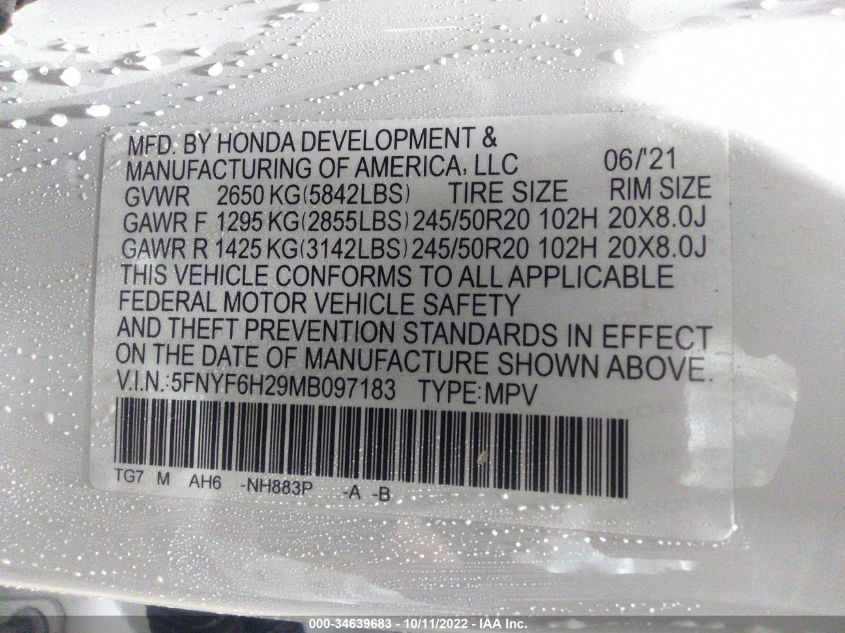 MFD. BY HONDA DEVELOPMENT &
MANUFACTURING OF AMERICA, LLC 06/'21
GVWR 2650 KG(5842LBS) TIRE SIZE RIM SIZE
GAWR F 1295 KG(2855LBS) 245/50R20 102H 20X8.0J
GAWR R 1425 KG(3142LBS) 245/50R20 102H 20X8.0J
THIS VEHICLE CONFORMS TO ALL APPLICABLE
FEDERAL MOTOR VEHICLE SAFETY
AND THEFT PREVENTION STANDARDS IN EFFECT
ON THE DATE OF MANUFACTURE SHOWN ABOVE.
V.I.N.:5FNYF6H29MB097183 TYPE:MPV
TG7 M AH6 -NH883P -A -B
000-34639683 - 10/11/2022 - IAA Inc.